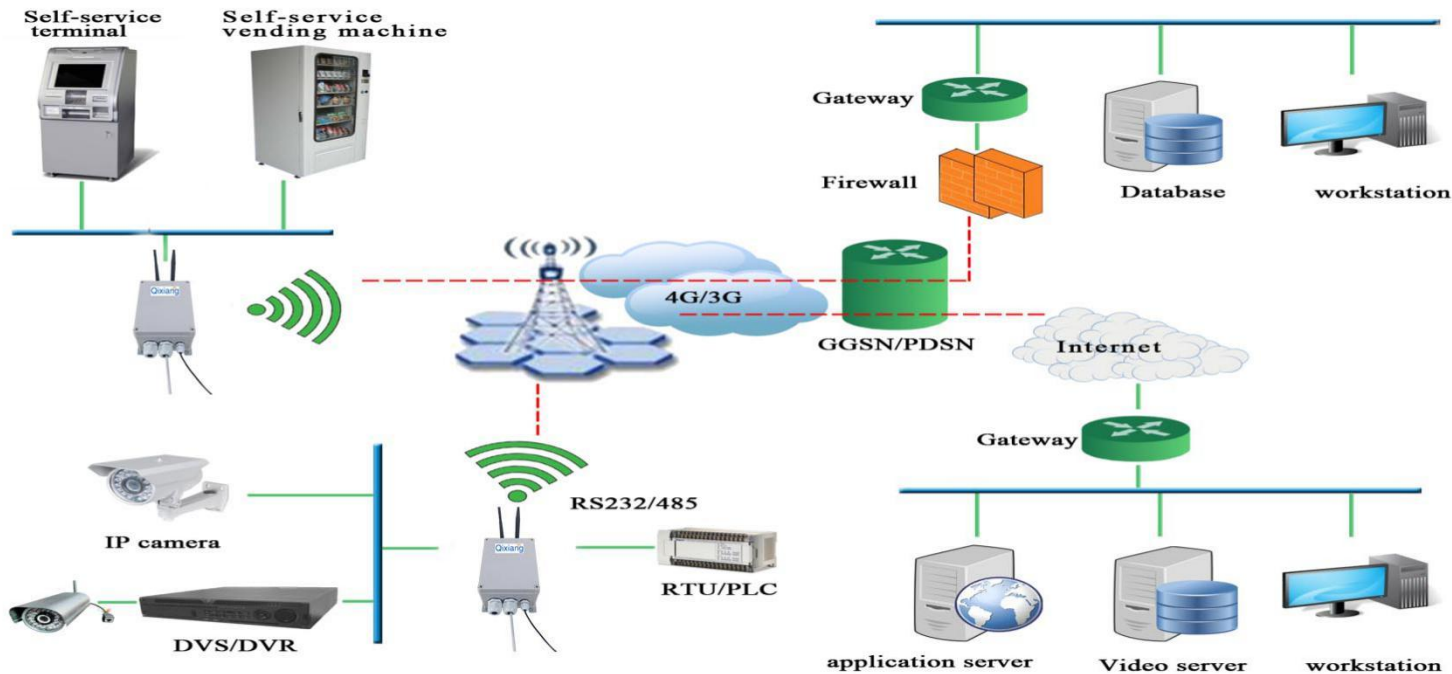 Self-service
terminal
Self-service
vending machine
Gateway
Firewall
Database
workstation
Qixiang
4G/3G
GGSN/PDSN
Internet
Gateway
RS232/485
IP camera
Qixiang
RTU/PLC
DVS/DVR
application server
Video server
workstation